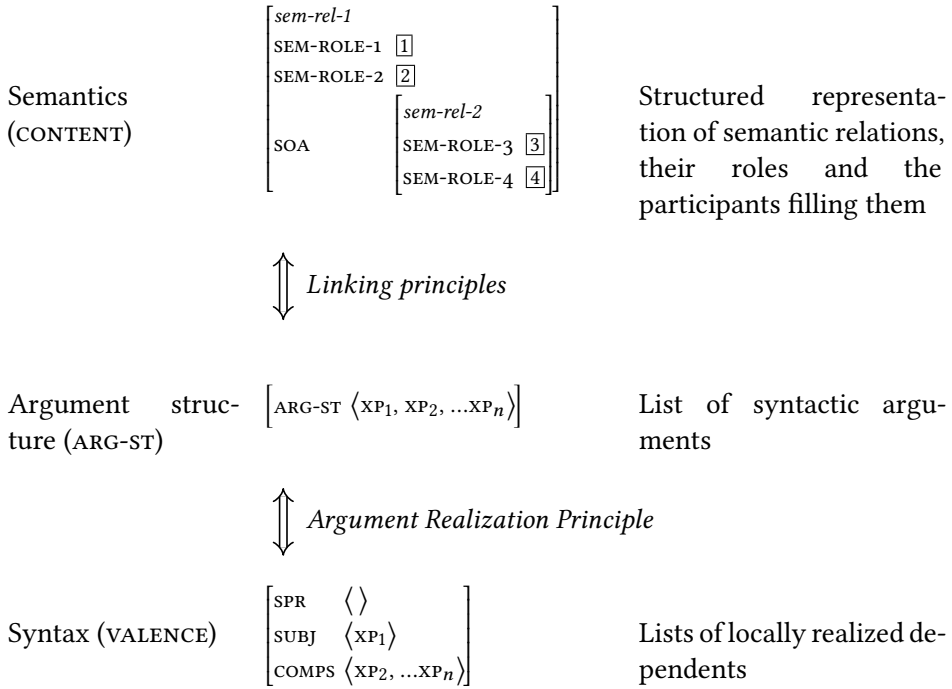 sem-rel-1
SEM-ROLE-1 1
SEM-ROLE-2 2
SOA
sem-rel-2
SEM-ROLE-3 3
SEM-ROLE-4 4
Semantics
(CONTENT)
Structured representa-
tion of semantic relations,
their roles and the
participants filling them
⇕ Linking principles
Argument struc-
ture (ARG-ST)
[ARG-ST ⟨XP₁, XP₂, ...XPₙ⟩]
List of syntactic argu-
ments
⇕ Argument Realization Principle
Syntax (VALENCE)
SPR ⟨ ⟩
SUBJ ⟨XP₁⟩
COMPS ⟨XP₂, ...XPₙ⟩
Lists of locally realized de-
pendents